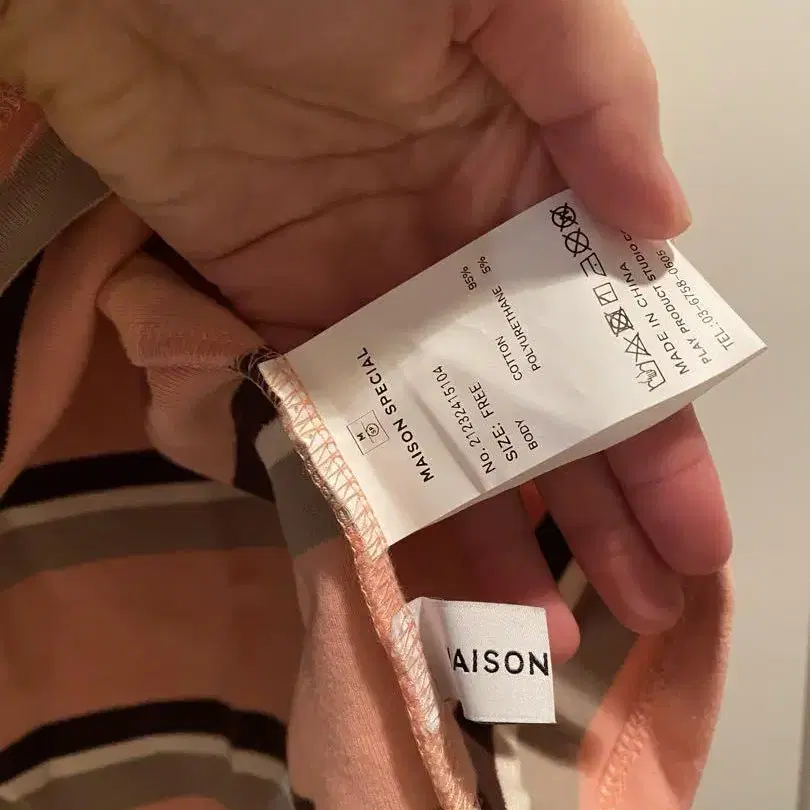 MAISON SPECIAL
No. 21232415104
SIZE: FREE
BODY
COTTON 95%
POLYURETHANE 5%
MADE IN CHINA
PLAY PRODUCT STUDIO
TEL:03-6758-0605
AISON